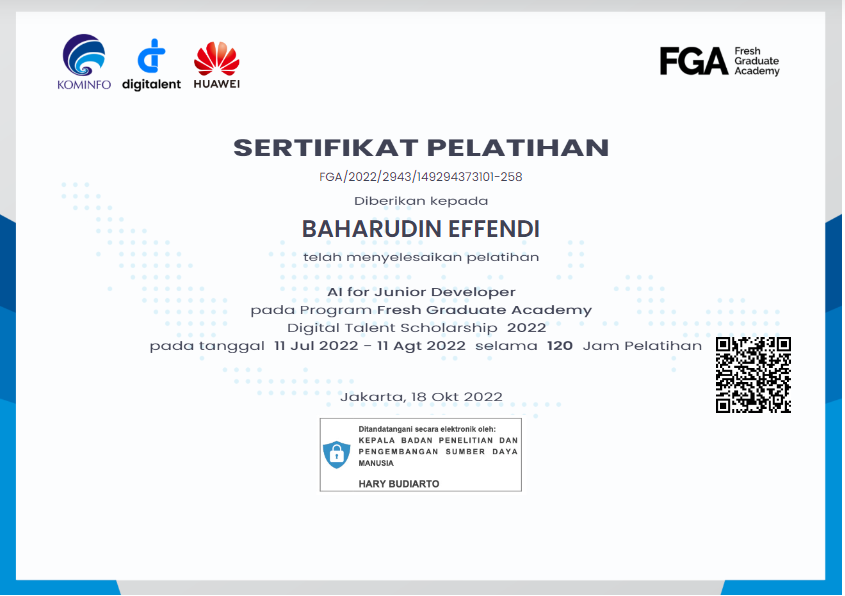 KOMINFO
digitalent
HUAWEI
FGA
Fresh
Graduate
Academy
SERTIFIKAT PELATIHAN
FGA/2022/2943/149294373101-258
Diberikan kepada
BAHARUDIN EFFENDI
telah menyelesaikan pelatihan
AI for Junior Developer
pada Program Fresh Graduate Academy
Digital Talent Scholarship 2022
pada tanggal 11 Jul 2022 - 11 Agt 2022 selama 120 Jam Pelatihan
Jakarta, 18 Okt 2022
Ditandatangani secara elektronik oleh:
KEPALA BADAN PENELITIAN DAN
PENGEMBANGAN SUMBER DAYA
MANUSIA
HARY BUDIARTO